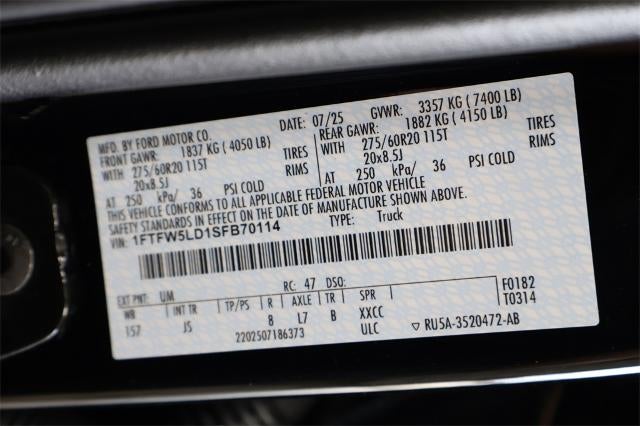 MFD. BY FORD MOTOR CO. DATE: 07/25 GVWR: 3357 KG ( 7400 LB)
FRONT GAWR: 1837 KG ( 4050 LB) REAR GAWR: 1882 KG ( 4150 LB)
WITH 275/60R20 115T TIRES WITH 275/60R20 115T TIRES
20x8.5J RIMS 20x8.5J RIMS
AT 250 kPa/ 36 PSI COLD AT 250 kPa/ 36 PSI COLD
THIS VEHICLE CONFORMS TO ALL APPLICABLE FEDERAL MOTOR VEHICLE
SAFETY STANDARDS IN EFFECT ON THE DATE OF MANUFACTURE SHOWN ABOVE.
VIN: 1FTFW5LD1SFB70114 TYPE: Truck
EXT PNT: UM RC: 47 DSO: F0182
WB INT TR TP/PS R AXLE TR SPR T0314
157 JS 8 L7 B XXCC
2202507186373 ULC ▽ RU5A-3520472-AB